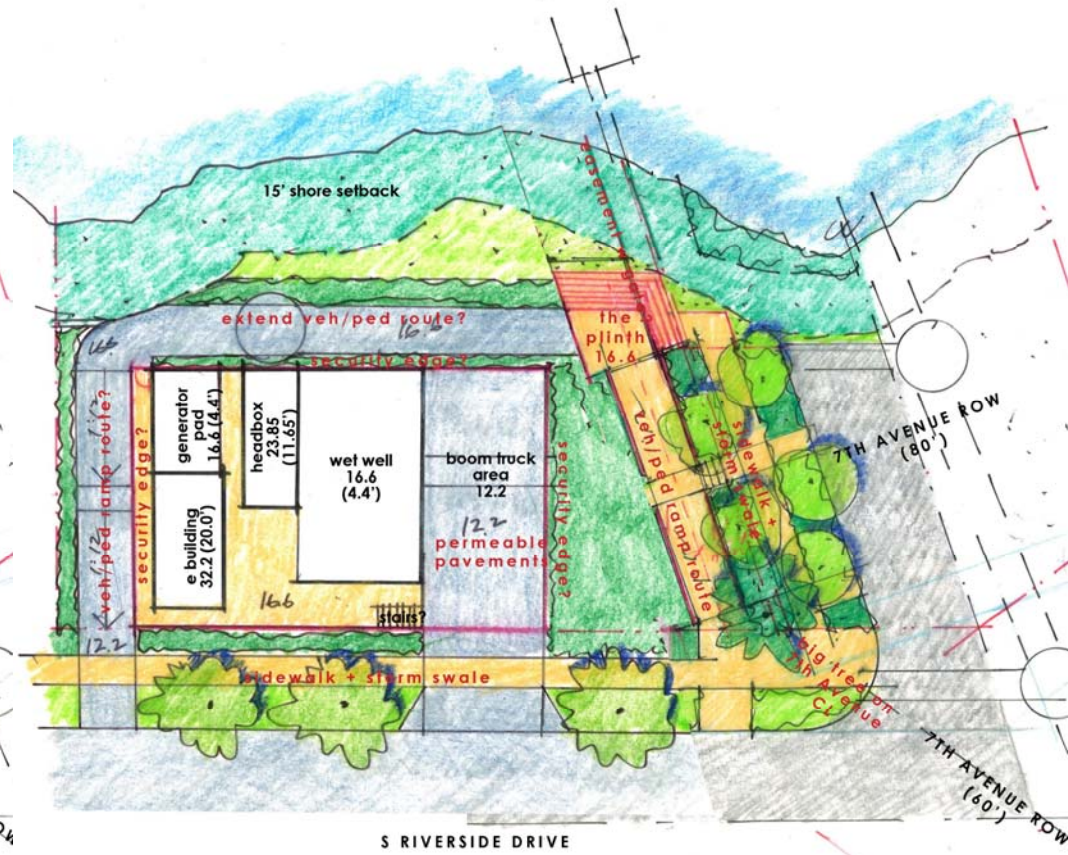 15' shore setback
easement
extend veh/ped route?
16.6
the
plinth
16.6
security edge?
veh/ped ramp route?
security edge?
generator
pad
16.6 (4.4')
headbox
23.85
(11.65')
wet well
16.6
(4.4')
boom truck
area
12.2
12.2
permeable
pavements
e building
32.2 (20.0')
16.6
stairs?
security edge?
veh/ped ramp/route
sidewalk +
storm swale
7TH AVENUE ROW
(80')
16.6
12.2
sidewalk + storm swale
big tree on
7th Avenue
CL
7TH AVENUE ROW
(60')
S RIVERSIDE DRIVE